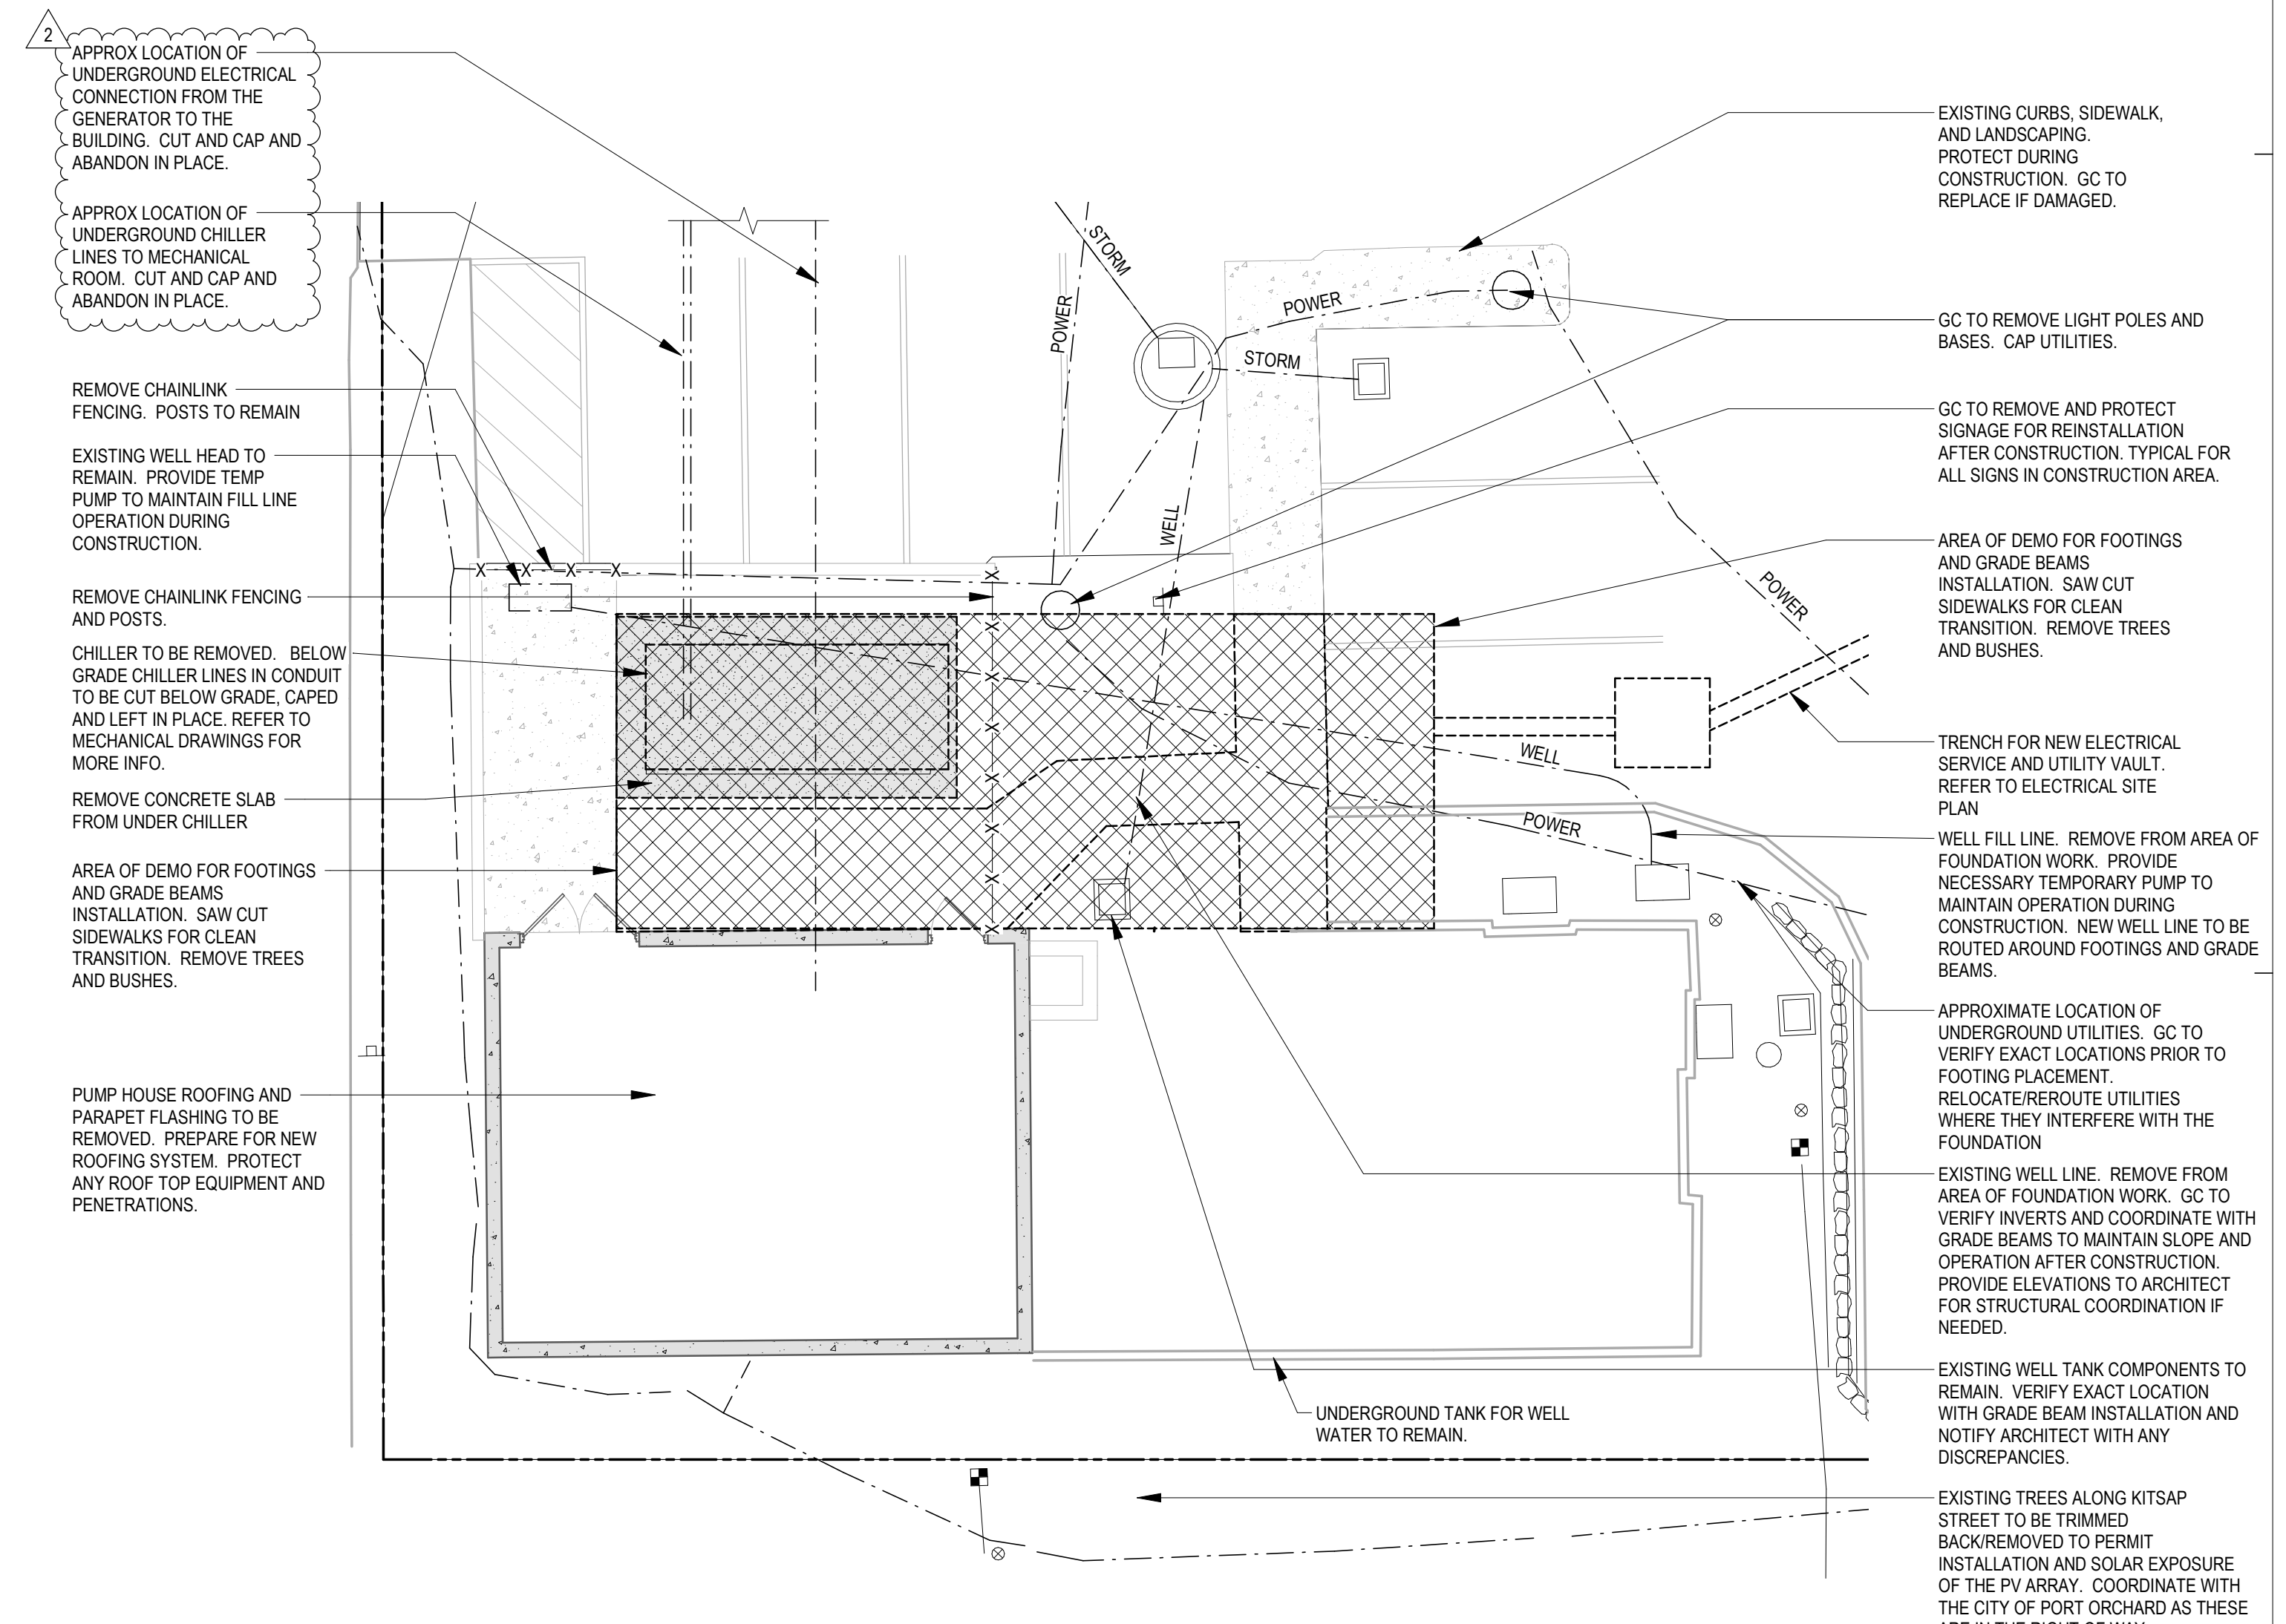 2
APPROX LOCATION OF
UNDERGROUND ELECTRICAL
CONNECTION FROM THE
GENERATOR TO THE
BUILDING. CUT AND CAP AND
ABANDON IN PLACE.
APPROX LOCATION OF
UNDERGROUND CHILLER
LINES TO MECHANICAL
ROOM. CUT AND CAP AND
ABANDON IN PLACE.
REMOVE CHAINLINK
FENCING. POSTS TO REMAIN
EXISTING WELL HEAD TO
REMAIN. PROVIDE TEMP
PUMP TO MAINTAIN FILL LINE
OPERATION DURING
CONSTRUCTION.
REMOVE CHAINLINK FENCING
AND POSTS.
CHILLER TO BE REMOVED. BELOW
GRADE CHILLER LINES IN CONDUIT
TO BE CUT BELOW GRADE, CAPED
AND LEFT IN PLACE. REFER TO
MECHANICAL DRAWINGS FOR
MORE INFO.
REMOVE CONCRETE SLAB
FROM UNDER CHILLER
AREA OF DEMO FOR FOOTINGS
AND GRADE BEAMS
INSTALLATION. SAW CUT
SIDEWALKS FOR CLEAN
TRANSITION. REMOVE TREES
AND BUSHES.
PUMP HOUSE ROOFING AND
PARAPET FLASHING TO BE
REMOVED. PREPARE FOR NEW
ROOFING SYSTEM. PROTECT
ANY ROOF TOP EQUIPMENT AND
PENETRATIONS.
STORM
POWER
POWER
STORM
WELL
POWER
WELL
POWER
X X X X
X
X
X
X
X
X
X
X
UNDERGROUND TANK FOR WELL
WATER TO REMAIN.
EXISTING CURBS, SIDEWALK,
AND LANDSCAPING.
PROTECT DURING
CONSTRUCTION. GC TO
REPLACE IF DAMAGED.
GC TO REMOVE LIGHT POLES AND
BASES. CAP UTILITIES.
GC TO REMOVE AND PROTECT
SIGNAGE FOR REINSTALLATION
AFTER CONSTRUCTION. TYPICAL FOR
ALL SIGNS IN CONSTRUCTION AREA.
AREA OF DEMO FOR FOOTINGS
AND GRADE BEAMS
INSTALLATION. SAW CUT
SIDEWALKS FOR CLEAN
TRANSITION. REMOVE TREES
AND BUSHES.
TRENCH FOR NEW ELECTRICAL
SERVICE AND UTILITY VAULT.
REFER TO ELECTRICAL SITE
PLAN
WELL FILL LINE. REMOVE FROM AREA OF
FOUNDATION WORK. PROVIDE
NECESSARY TEMPORARY PUMP TO
MAINTAIN OPERATION DURING
CONSTRUCTION. NEW WELL LINE TO BE
ROUTED AROUND FOOTINGS AND GRADE
BEAMS.
APPROXIMATE LOCATION OF
UNDERGROUND UTILITIES. GC TO
VERIFY EXACT LOCATIONS PRIOR TO
FOOTING PLACEMENT.
RELOCATE/REROUTE UTILITIES
WHERE THEY INTERFERE WITH THE
FOUNDATION
EXISTING WELL LINE. REMOVE FROM
AREA OF FOUNDATION WORK. GC TO
VERIFY INVERTS AND COORDINATE WITH
GRADE BEAMS TO MAINTAIN SLOPE AND
OPERATION AFTER CONSTRUCTION.
PROVIDE ELEVATIONS TO ARCHITECT
FOR STRUCTURAL COORDINATION IF
NEEDED.
EXISTING WELL TANK COMPONENTS TO
REMAIN. VERIFY EXACT LOCATION
WITH GRADE BEAM INSTALLATION AND
NOTIFY ARCHITECT WITH ANY
DISCREPANCIES.
EXISTING TREES ALONG KITSAP
STREET TO BE TRIMMED
BACK/REMOVED TO PERMIT
INSTALLATION AND SOLAR EXPOSURE
OF THE PV ARRAY. COORDINATE WITH
THE CITY OF PORT ORCHARD AS THESE